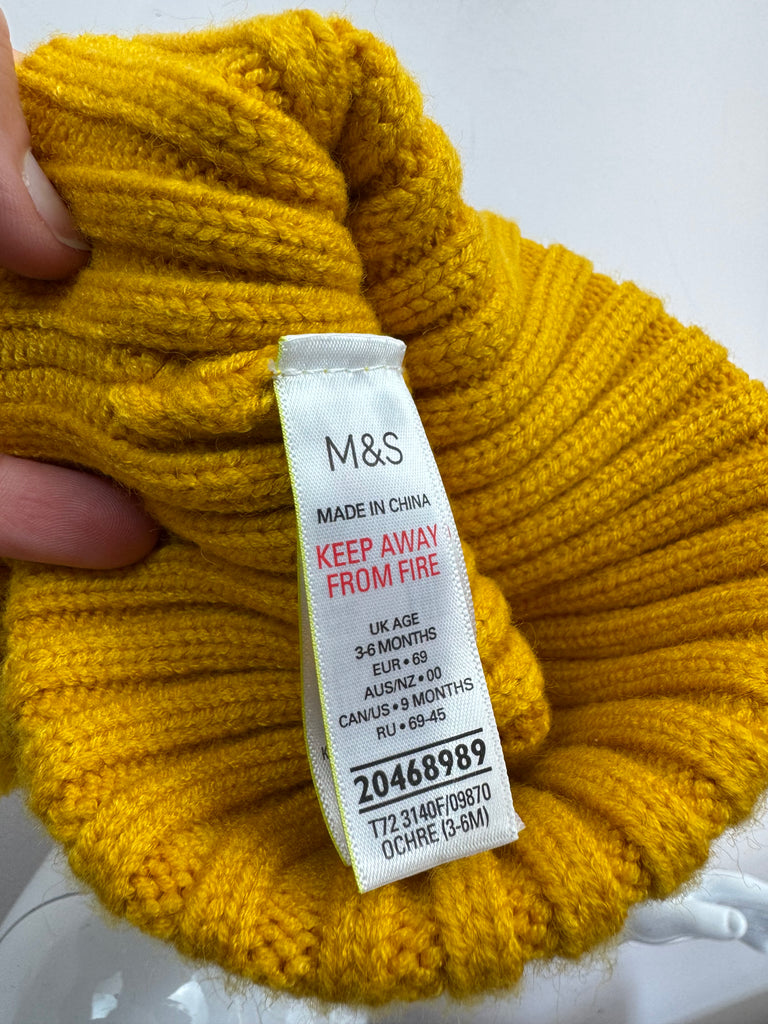 M&S
MADE IN CHINA
KEEP AWAY
FROM FIRE
UK AGE
3-6 MONTHS
EUR • 69
AUS/NZ • 00
CAN/US • 9 MONTHS
RU • 69-45
20468989
T72 3140F/09870
OCHRE (3-6M)